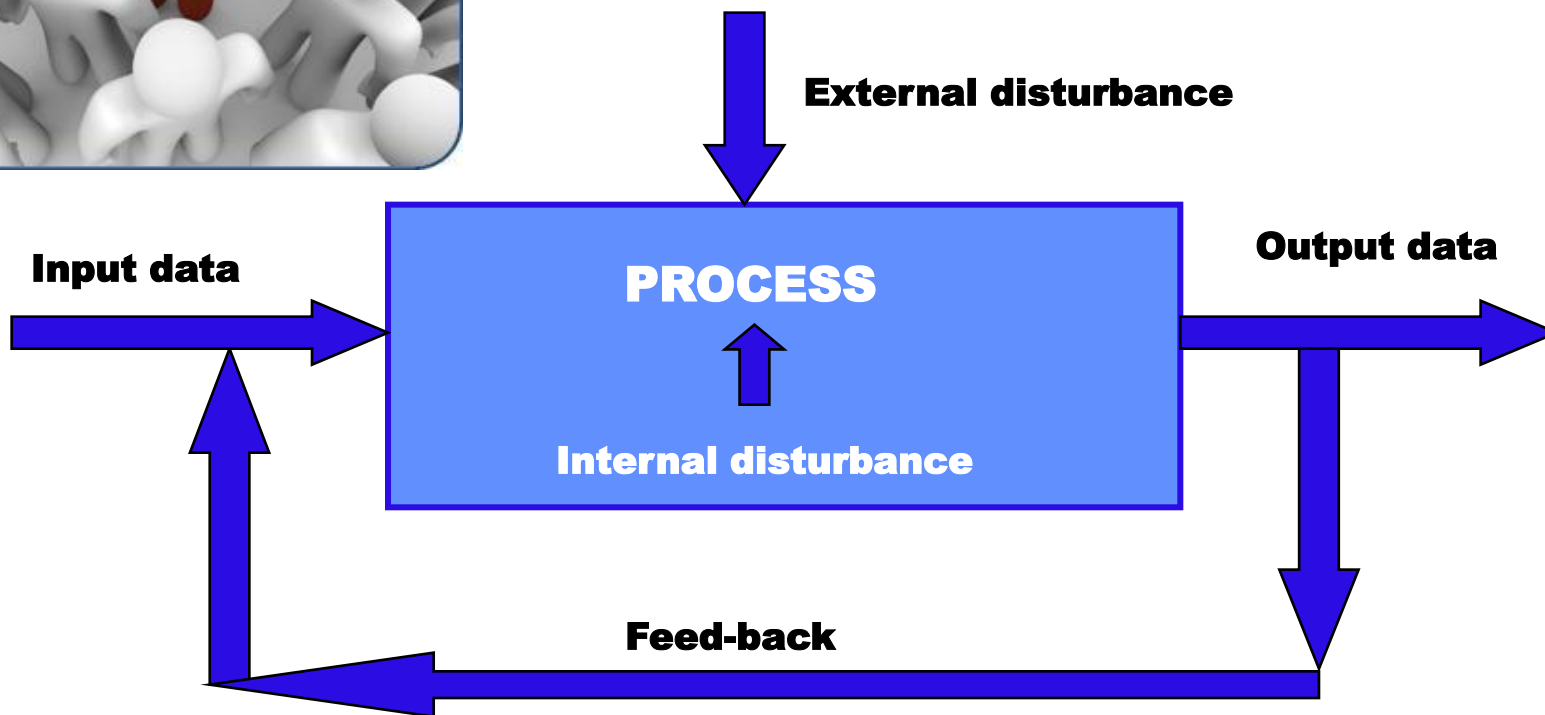 External disturbance
Input data
Output data
PROCESS
Internal disturbance
Feed-back